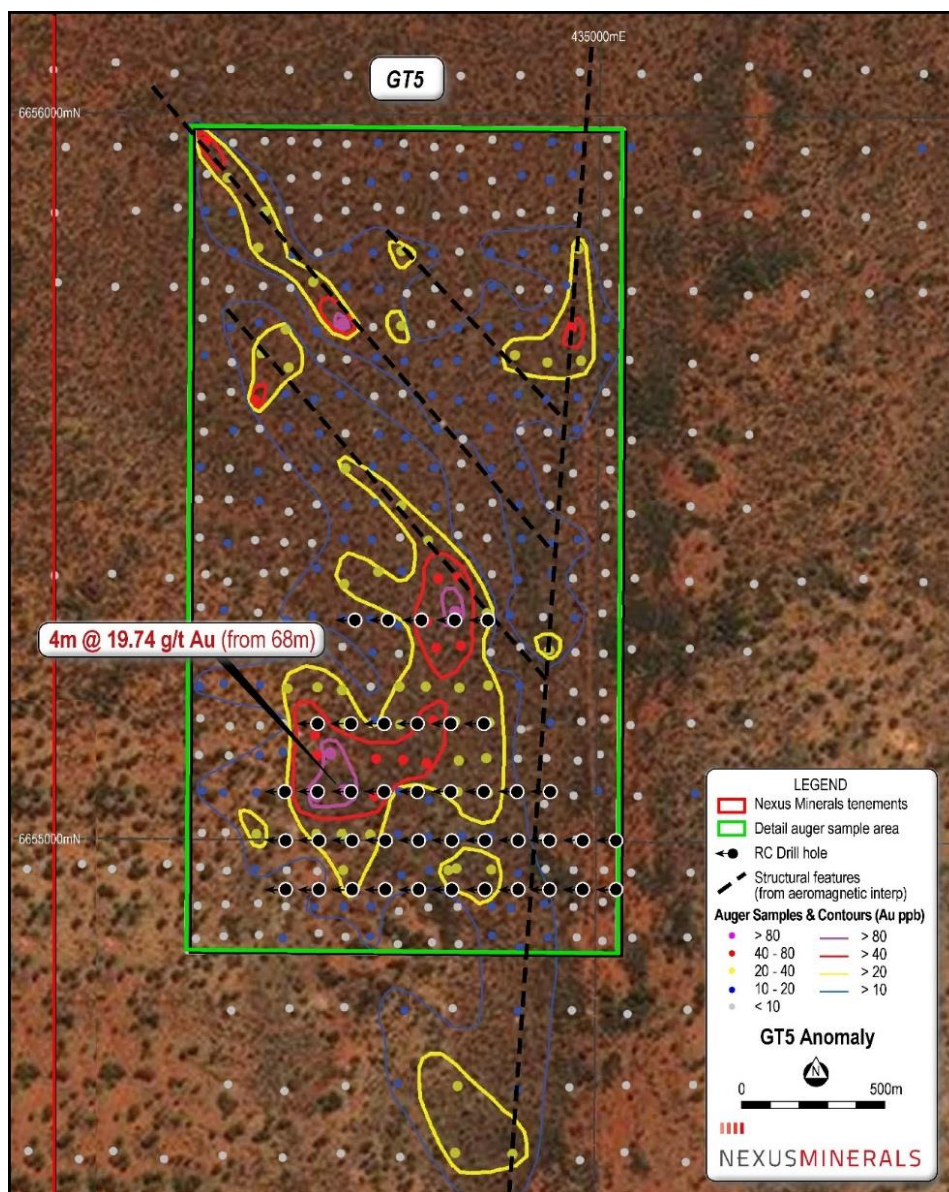 435000mE
GT5
6656000mN
4m @ 19.74 g/t Au (from 68m)
6655000mN
LEGEND
Nexus Minerals tenements
Detail auger sample area
RC Drill hole
Structural features
(from aeromagnetic interp)
Auger Samples & Contours (Au ppb)
> 80 > 80
40 - 80 > 40
20 - 40 > 20
10 - 20 > 10
< 10
GT5 Anomaly
N
0 500m
NEXUSMINERALS